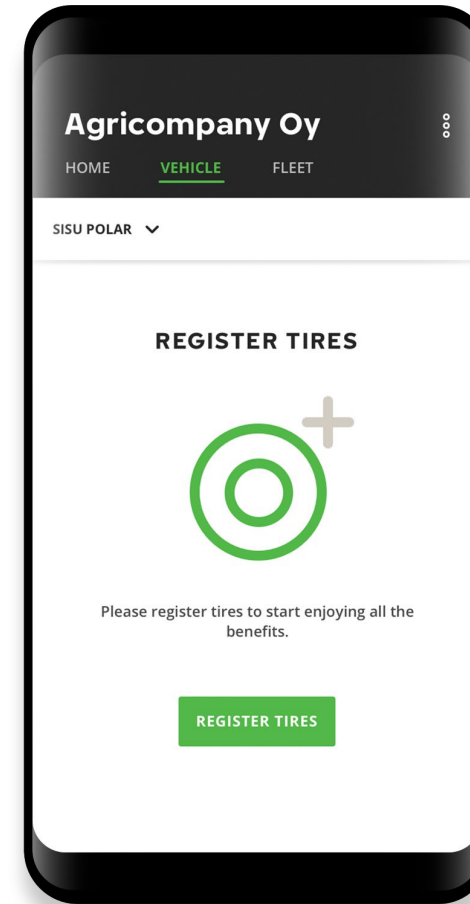 Agricompany Oy
HOME VEHICLE FLEET
SISU POLAR
REGISTER TIRES
Please register tires to start enjoying all the
benefits.
REGISTER TIRES